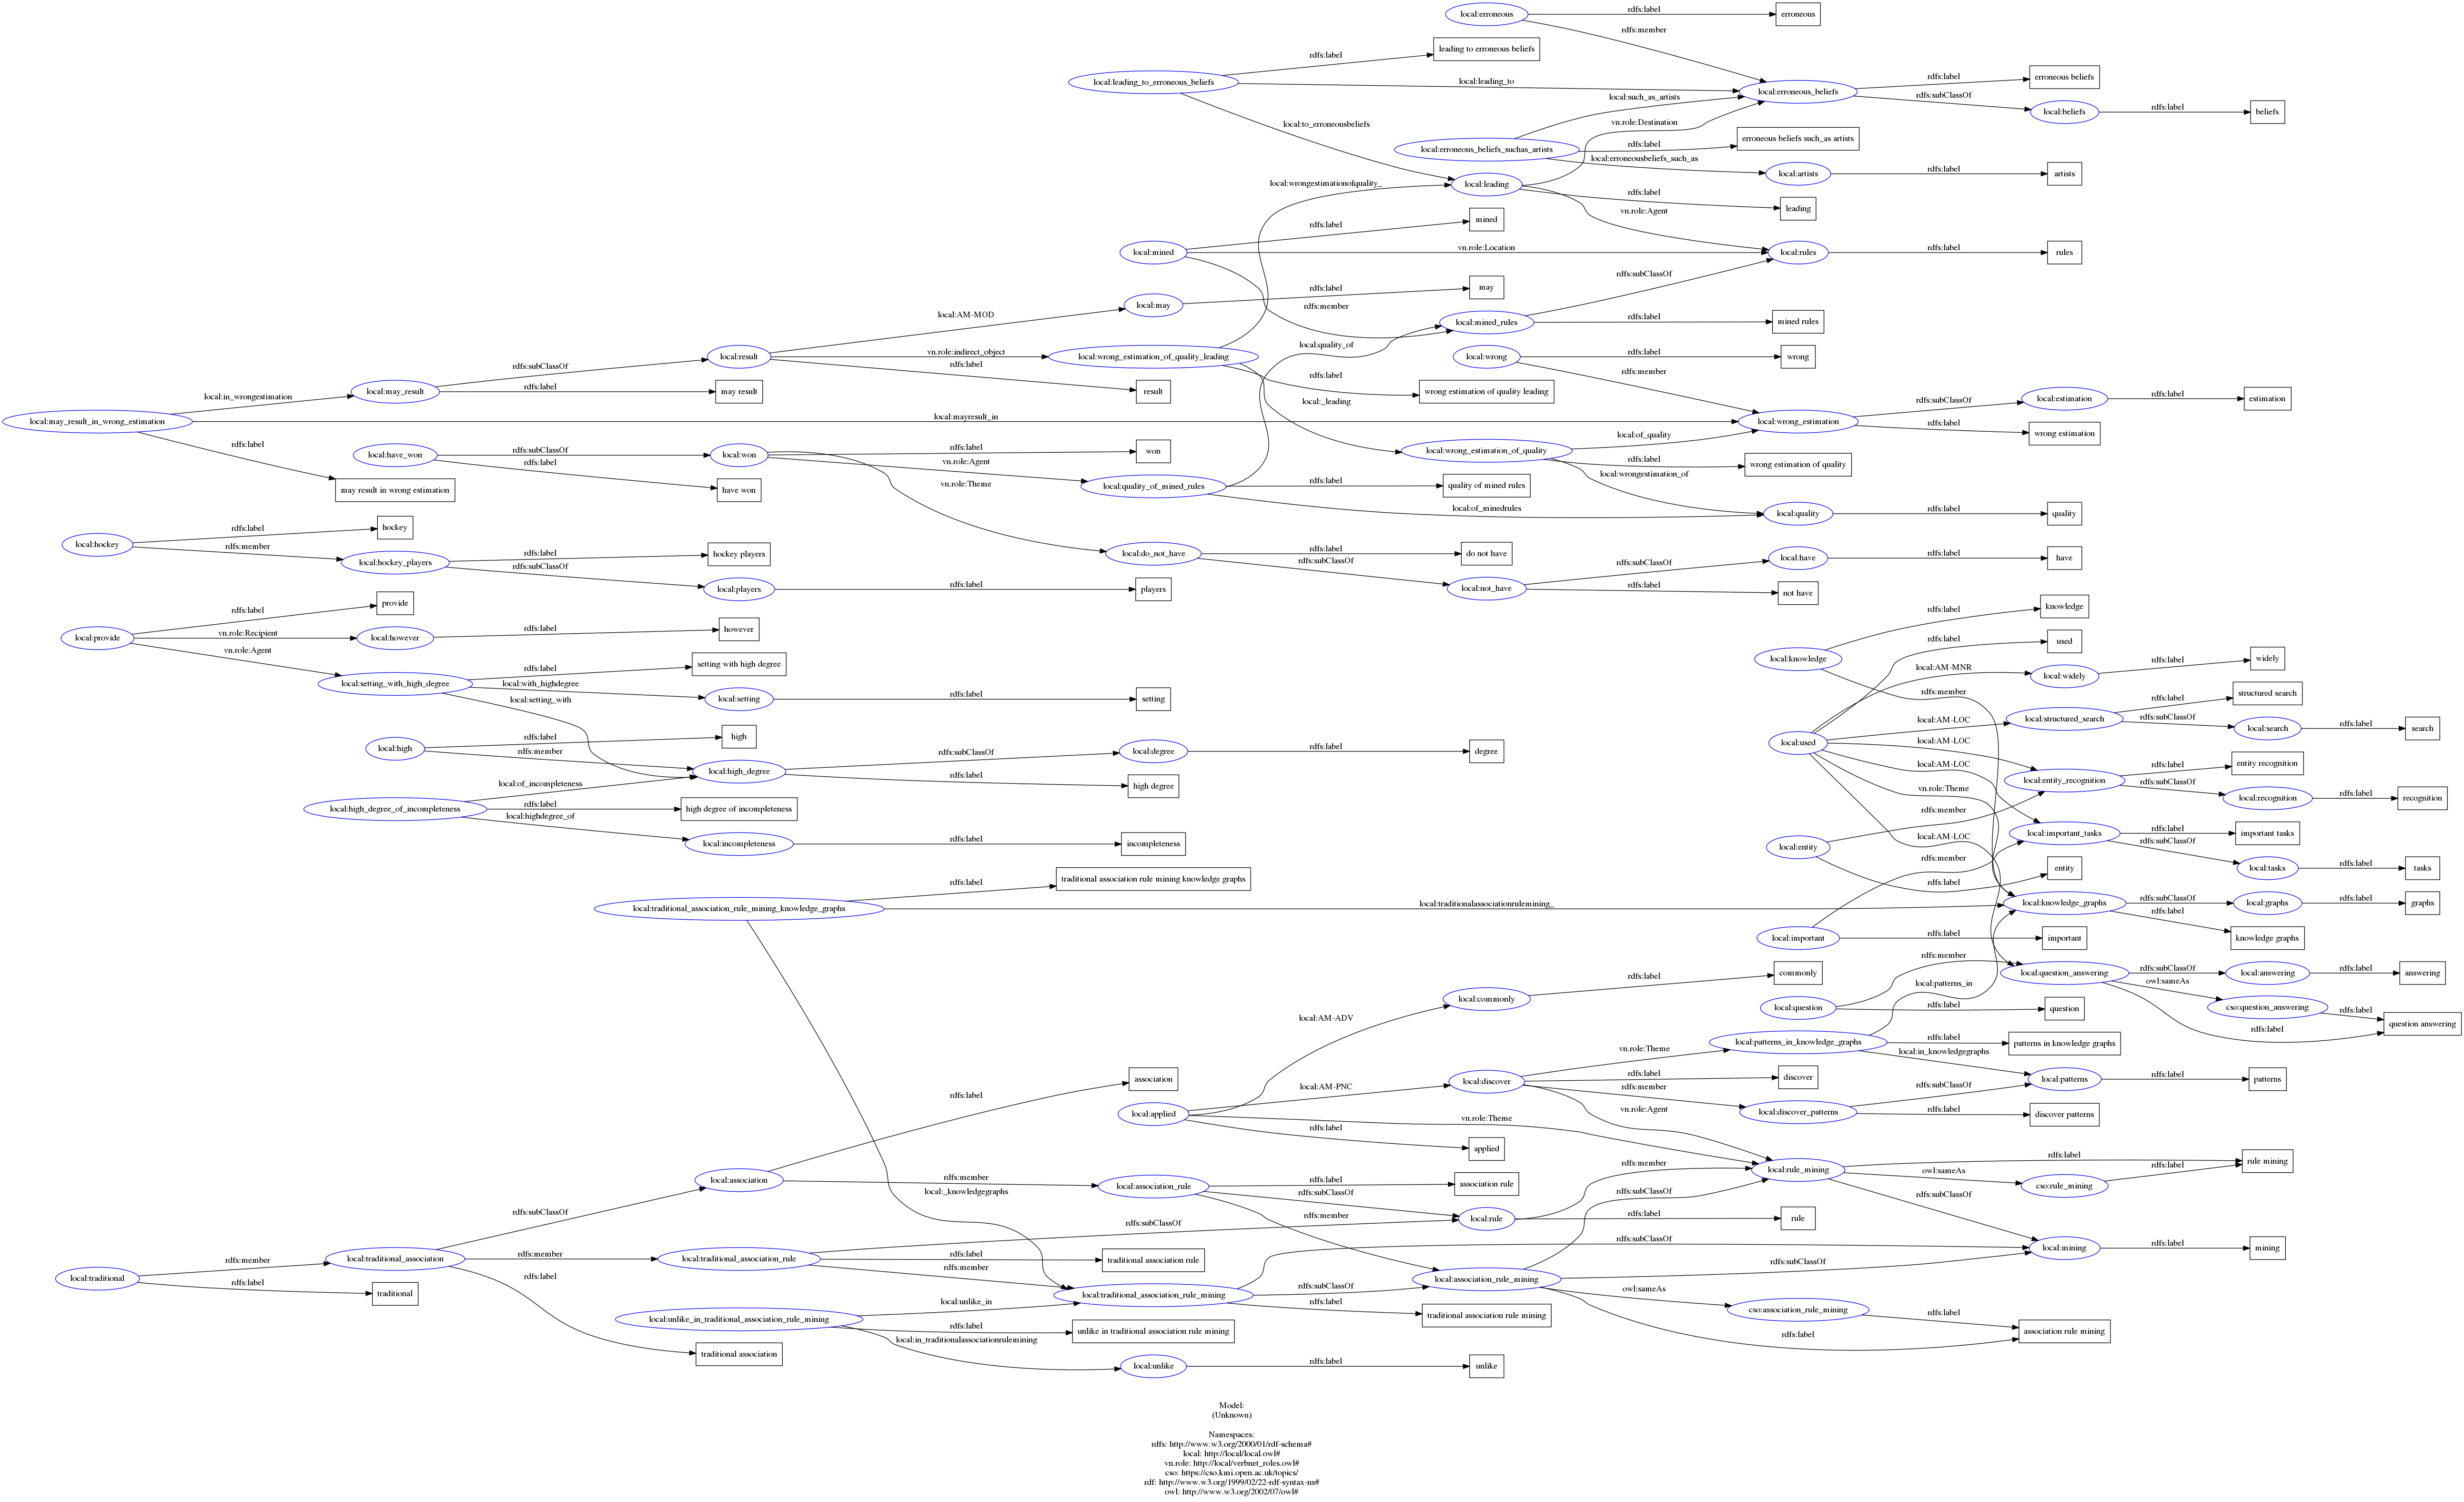 local:erroneous
rdfs:label
erroneous
rdfs:member
local:leading_to_erroneous_beliefs
rdfs:label
leading to erroneous beliefs
local:leading_to
local:to_erroneousbeliefs
local:erroneous_beliefs
rdfs:label
erroneous beliefs
rdfs:subClassOf
local:beliefs
rdfs:label
beliefs
local:such_as_artists
vn.role:Destination
local:erroneous_beliefs_suchas_artists
rdfs:label
erroneous beliefs such_as artists
local:erroneousbeliefs_such_as
local:artists
rdfs:label
artists
local:wrongestimationofquality_
local:leading
rdfs:label
leading
vn.role:Agent
local:mined
rdfs:label
mined
vn.role:Location
rdfs:member
local:rules
rdfs:label
rules
rdfs:subClassOf
local:may
rdfs:label
may
local:AM-MOD
local:mined_rules
rdfs:label
mined rules
local:quality_of
local:result
vn.role:indirect_object
local:wrong_estimation_of_quality_leading
rdfs:label
result
rdfs:label
wrong estimation of quality leading
local:_leading
local:wrong
rdfs:label
wrong
rdfs:member
rdfs:subClassOf
local:may_result
rdfs:label
may result
local:in_wrongestimation
local:may_result_in_wrong_estimation
local:mayresult_in
rdfs:label
may result in wrong estimation
local:wrong_estimation
rdfs:subClassOf
local:estimation
rdfs:label
estimation
rdfs:label
wrong estimation
local:have_won
rdfs:subClassOf
local:won
rdfs:label
won
rdfs:label
have won
vn.role:Agent
vn.role:Theme
local:wrong_estimation_of_quality
local:of_quality
rdfs:label
wrong estimation of quality
local:wrongestimation_of
local:quality_of_mined_rules
rdfs:label
quality of mined rules
local:of_minedrules
local:quality
rdfs:label
quality
local:hockey
rdfs:label
hockey
rdfs:member
local:hockey_players
rdfs:label
hockey players
rdfs:subClassOf
local:players
rdfs:label
players
local:do_not_have
rdfs:label
do not have
rdfs:subClassOf
local:not_have
rdfs:subClassOf
local:have
rdfs:label
have
rdfs:label
not have
local:provide
rdfs:label
provide
vn.role:Recipient
local:however
rdfs:label
however
vn.role:Agent
local:setting_with_high_degree
rdfs:label
setting with high degree
local:with_highdegree
local:setting
rdfs:label
setting
local:setting_with
local:high
rdfs:label
high
rdfs:member
local:high_degree
rdfs:subClassOf
local:degree
rdfs:label
degree
rdfs:label
high degree
local:high_degree_of_incompleteness
local:of_incompleteness
rdfs:label
high degree of incompleteness
local:highdegree_of
local:incompleteness
rdfs:label
incompleteness
local:knowledge
rdfs:label
knowledge
rdfs:member
local:used
rdfs:label
used
local:AM-MNR
local:widely
rdfs:label
widely
local:AM-LOC
local:structured_search
rdfs:label
structured search
rdfs:subClassOf
local:search
rdfs:label
search
local:AM-LOC
local:entity_recognition
rdfs:label
entity recognition
rdfs:subClassOf
local:recognition
rdfs:label
recognition
local:AM-LOC
vn.role:Theme
rdfs:member
local:AM-LOC
local:entity
rdfs:label
entity
local:important_tasks
rdfs:label
important tasks
rdfs:subClassOf
local:tasks
rdfs:label
tasks
rdfs:member
local:traditional_association_rule_mining_knowledge_graphs
rdfs:label
traditional association rule mining knowledge graphs
local:traditionalassociationrulemining_
local:knowledge_graphs
rdfs:subClassOf
local:graphs
rdfs:label
graphs
rdfs:label
knowledge graphs
local:important
rdfs:label
important
local:question_answering
rdfs:subClassOf
local:answering
rdfs:label
answering
owl:sameAs
cso:question_answering
rdfs:label
question answering
rdfs:label
rdfs:member
local:question
rdfs:label
question
local:patterns_in
local:commonly
rdfs:label
commonly
local:AM-ADV
local:patterns_in_knowledge_graphs
rdfs:label
patterns in knowledge graphs
local:in_knowledgegraphs
local:patterns
rdfs:label
patterns
local:applied
local:AM-PNC
local:discover
vn.role:Theme
rdfs:label
discover
rdfs:member
local:discover_patterns
rdfs:subClassOf
rdfs:label
discover patterns
vn.role:Agent
vn.role:Theme
rdfs:label
applied
association
rdfs:label
local:association
rdfs:member
local:association_rule
rdfs:label
association rule
rdfs:subClassOf
rdfs:member
local:rule
rdfs:member
rdfs:label
rule
local:rule_mining
rdfs:label
rule mining
owl:sameAs
cso:rule_mining
rdfs:label
rdfs:subClassOf
local:mining
rdfs:label
mining
local:_knowledgegraphs
local:traditional
rdfs:member
rdfs:label
traditional
local:traditional_association
rdfs:subClassOf
rdfs:member
rdfs:label
traditional association
local:traditional_association_rule
rdfs:subClassOf
rdfs:label
traditional association rule
rdfs:member
local:traditional_association_rule_mining
rdfs:subClassOf
rdfs:subClassOf
rdfs:label
traditional association rule mining
local:association_rule_mining
rdfs:subClassOf
rdfs:subClassOf
owl:sameAs
cso:association_rule_mining
rdfs:label
association rule mining
rdfs:label
local:unlike_in_traditional_association_rule_mining
local:unlike_in
rdfs:label
unlike in traditional association rule mining
local:in_traditionalassociationrulemining
local:unlike
rdfs:label
unlike
Model:
(Unknown)
Namespaces:
rdfs: http://www.w3.org/2000/01/rdf-schema#
local: http://local/local.owl#
vn.role: http://local/verbnet_roles.owl#
cso: https://cso.kmi.open.ac.uk/topics/
rdf: http://www.w3.org/1999/02/22-rdf-syntax-ns#
owl: http://www.w3.org/2002/07/owl#